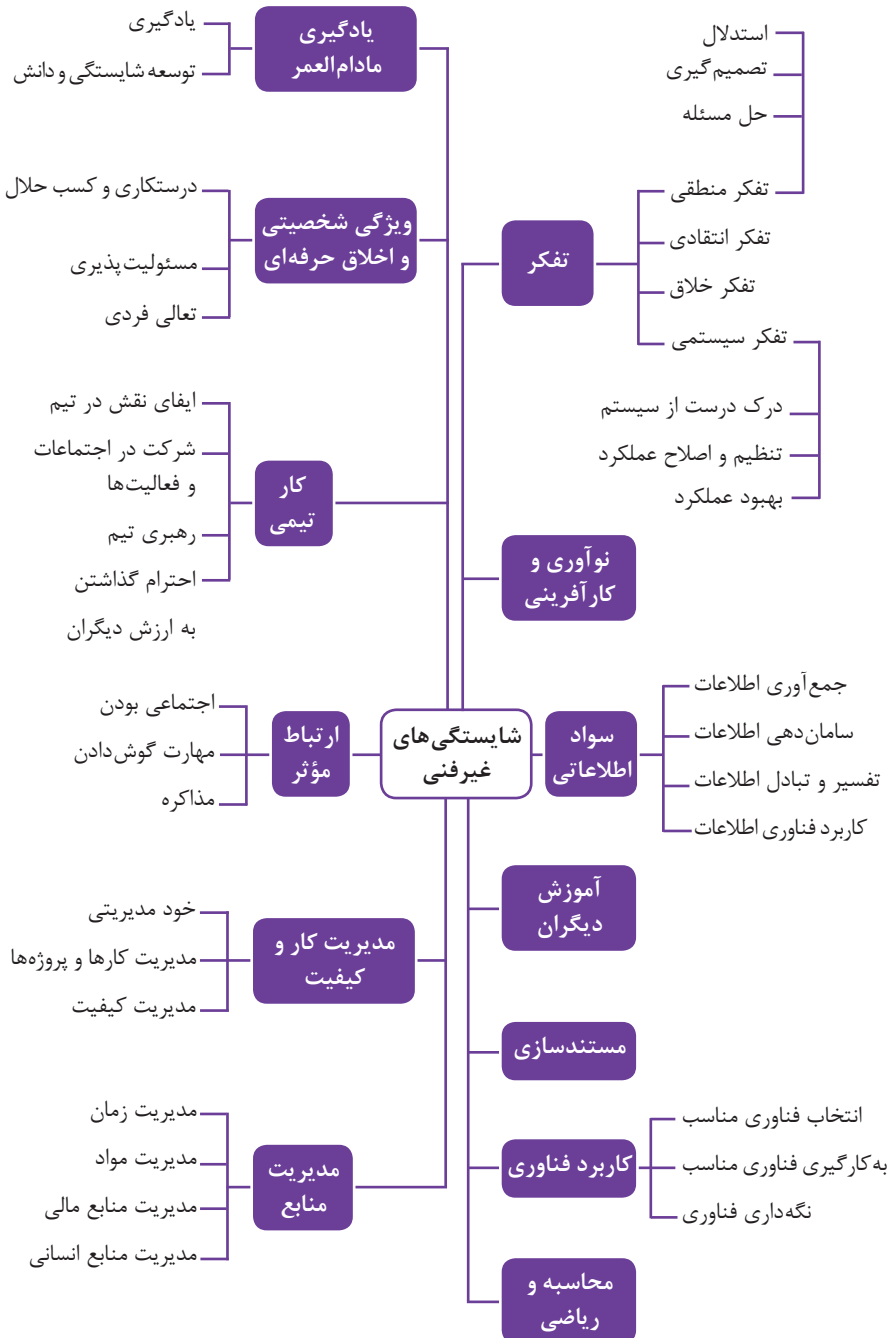 شایستگی‌های
غیرفنی
تفکر
استدلال
تصمیم‌گیری
حل مسئله
تفکر منطقی
تفکر انتقادی
تفکر خلاق
تفکر سیستمی
درک درست از سیستم
تنظیم و اصلاح عملکرد
بهبود عملکرد
نوآوری و
کارآفرینی
سواد
اطلاعاتی
جمع‌آوری اطلاعات
سامان‌دهی اطلاعات
تفسیر و تبادل اطلاعات
کاربرد فناوری اطلاعات
آموزش
دیگران
مستندسازی
کاربرد فناوری
انتخاب فناوری مناسب
به‌کارگیری فناوری مناسب
نگه‌داری فناوری
محاسبه و
ریاضی
یادگیری
مادام‌العمر
یادگیری
توسعه شایستگی و دانش
ویژگی شخصیتی
و اخلاق حرفه‌ای
درستکاری و کسب حلال
مسئولیت‌پذیری
تعالی فردی
کار
تیمی
ایفای نقش در تیم
شرکت در اجتماعات
و فعالیت‌ها
رهبری تیم
احترام گذاشتن
به ارزش دیگران
ارتباط
مؤثر
اجتماعی بودن
مهارت گوش‌دادن
مذاکره
مدیریت کار و
کیفیت
خود مدیریتی
مدیریت کارها و پروژه‌ها
مدیریت کیفیت
مدیریت
منابع
مدیریت زمان
مدیریت مواد
مدیریت منابع مالی
مدیریت منابع انسانی